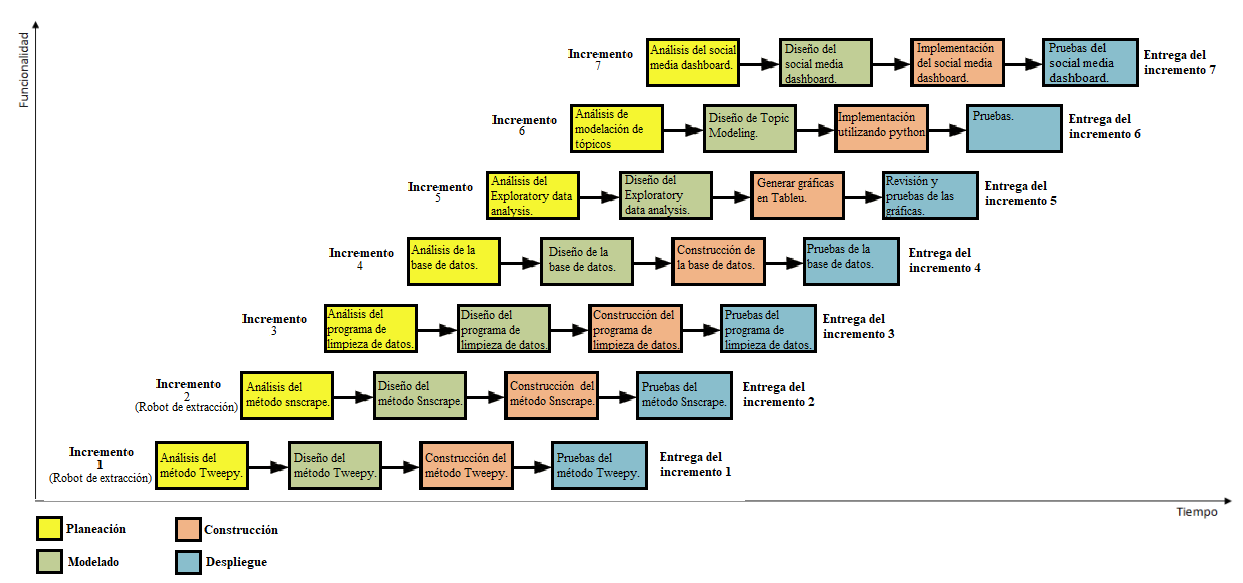 Funcionalidad
Incremento
7
Análisis del social
media dashboard.
Diseño del
social media
dashboard.
Implementación
del social media
dashboard.
Pruebas del
social media
dashboard.
Entrega del
incremento 7
Incremento
6
Análisis de
modelación de
tópicos
Diseño de Topic
Modeling.
Implementación
utilizando python
Pruebas.
Entrega del
incremento 6
Incremento
5
Análisis del
Exploratory data
analysis.
Diseño del
Exploratory
data analysis.
Generar gráficas
en Tableu.
Revisión y
pruebas de las
gráficas.
Entrega del
incremento 5
Incremento
4
Análisis de la
base de datos.
Diseño de la
base de datos.
Construcción de
la base de datos.
Pruebas de la
base de datos.
Entrega del
incremento 4
Incremento
3
Análisis del
programa de
limpieza de datos.
Diseño del
programa de
limpieza de datos.
Construcción del
programa de
limpieza de datos.
Pruebas del
programa de
limpieza de datos.
Entrega del
incremento 3
Incremento
2
(Robot de extracción)
Análisis del
método snscrape.
Diseño del
método Snscrape.
Construcción del
método Snscrape.
Pruebas del
método Snscrape.
Entrega del
incremento 2
Incremento
1
(Robot de extracción)
Análisis del
método Tweepy.
Diseño del
método Tweepy.
Construcción del
método Tweepy.
Pruebas del
método Tweepy.
Entrega del
incremento 1
Tiempo
Planeación
Construcción
Modelado
Despliegue